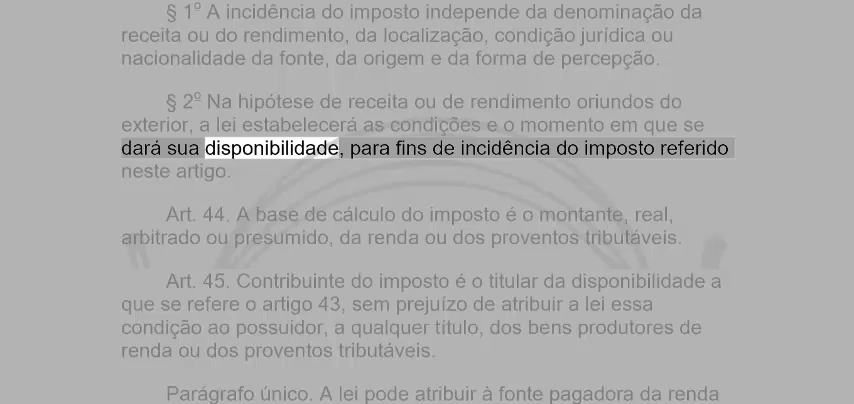 § 1º A incidência do imposto independe da denominação da
receita ou do rendimento, da localização, condição jurídica ou
nacionalidade da fonte, da origem e da forma de percepção.
§ 2º Na hipótese de receita ou de rendimento oriundos do
exterior, a lei estabelecerá as condições e o momento em que se
dará sua disponibilidade, para fins de incidência do imposto referido
neste artigo.
Art. 44. A base de cálculo do imposto é o montante, real,
arbitrado ou presumido, da renda ou dos proventos tributáveis.
Art. 45. Contribuinte do imposto é o titular da disponibilidade a
que se refere o artigo 43, sem prejuízo de atribuir a lei essa
condição ao possuidor, a qualquer título, dos bens produtores de
renda ou dos proventos tributáveis.
Parágrafo único. A lei pode atribuir à fonte pagadora da renda